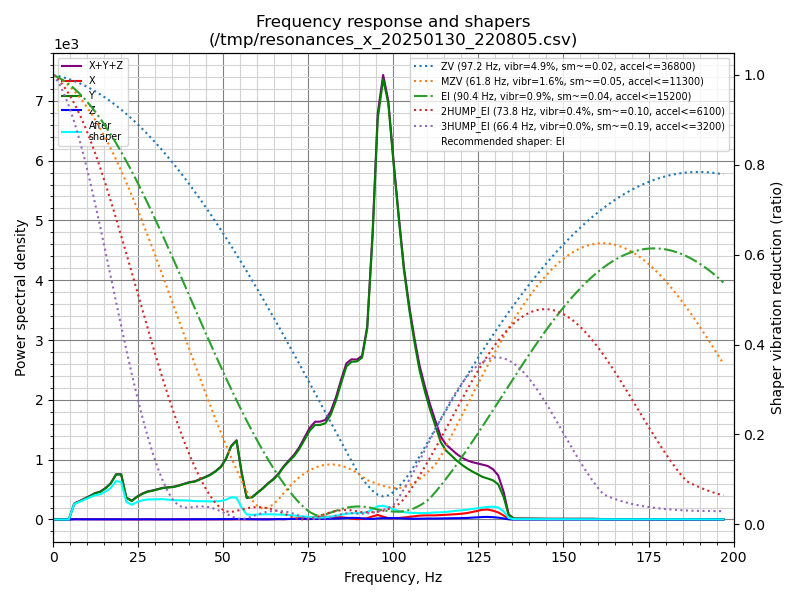 Frequency response and shapers
(/tmp/resonances_x_20250130_220805.csv)
1e3
X+Y+Z
X
Y
Z
After
shaper
ZV (97.2 Hz, vibr=4.9%, sm~=0.02, accel<=36800)
MZV (61.8 Hz, vibr=1.6%, sm~=0.05, accel<=11300)
EI (90.4 Hz, vibr=0.9%, sm~=0.04, accel<=15200)
2HUMP_EI (73.8 Hz, vibr=0.4%, sm~=0.10, accel<=6100)
3HUMP_EI (66.4 Hz, vibr=0.0%, sm~=0.19, accel<=3200)
Recommended shaper: EI
7
6
5
4
3
2
1
0
Power spectral density
1.0
0.8
0.6
0.4
0.2
0.0
Shaper vibration reduction (ratio)
0 25 50 75 100 125 150 175 200
Frequency, Hz